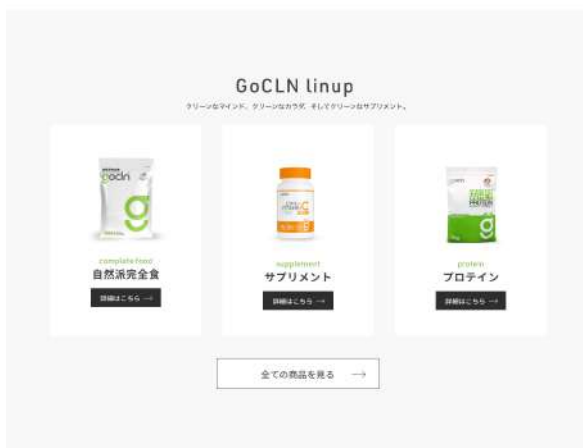 GoCLN linup
クリーンなマインド、クリーンなカラダ、そしてクリーンなサプリメント。
gocln
g
complete food
自然派完全食
詳細はこちら →
C
g
supplement
サプリメント
詳細はこちら →
PROTEIN
g
protein
プロテイン
詳細はこちら →
全ての商品を見る →